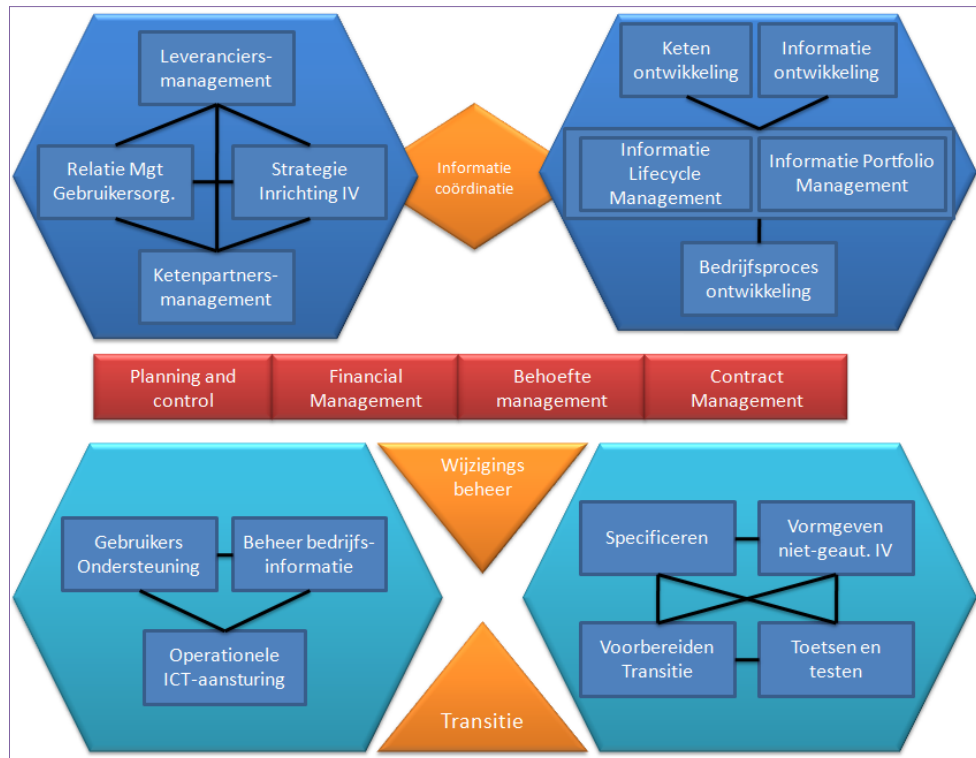 Leveranciers-
management
Relatie Mgt
Gebruikersorg.
Strategie
Inrichting IV
Ketenpartners-
management
Informatie
coördinatie
Keten
ontwikkeling
Informatie
ontwikkeling
Informatie
Lifecycle
Management
Informatie Portfolio
Management
Bedrijfsproces
ontwikkeling
Planning and
control
Financial
Management
Behoefte
management
Contract
Management
Gebruikers
Ondersteuning
Beheer bedrijfs-
informatie
Operationele
ICT-aansturing
Wijzigings
beheer
Transitie
Specificeren
Vormgeven
niet-geaut. IV
Voorbereiden
Transitie
Toetsen en
testen